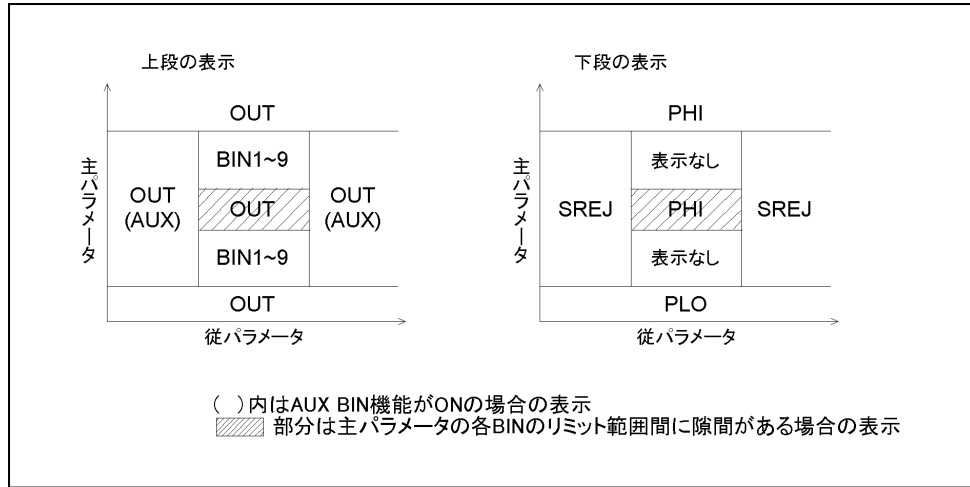 上段の表示
OUT
BIN1~9
OUT
(AUX)
OUT
OUT
(AUX)
BIN1~9
OUT
主パラメータ
従パラメータ
下段の表示
PHI
表示なし
SREJ
PHI
SREJ
表示なし
PLO
主パラメータ
従パラメータ
( )内はAUX BIN機能がONの場合の表示
部分は主パラメータの各BINのリミット範囲間に隙間がある場合の表示